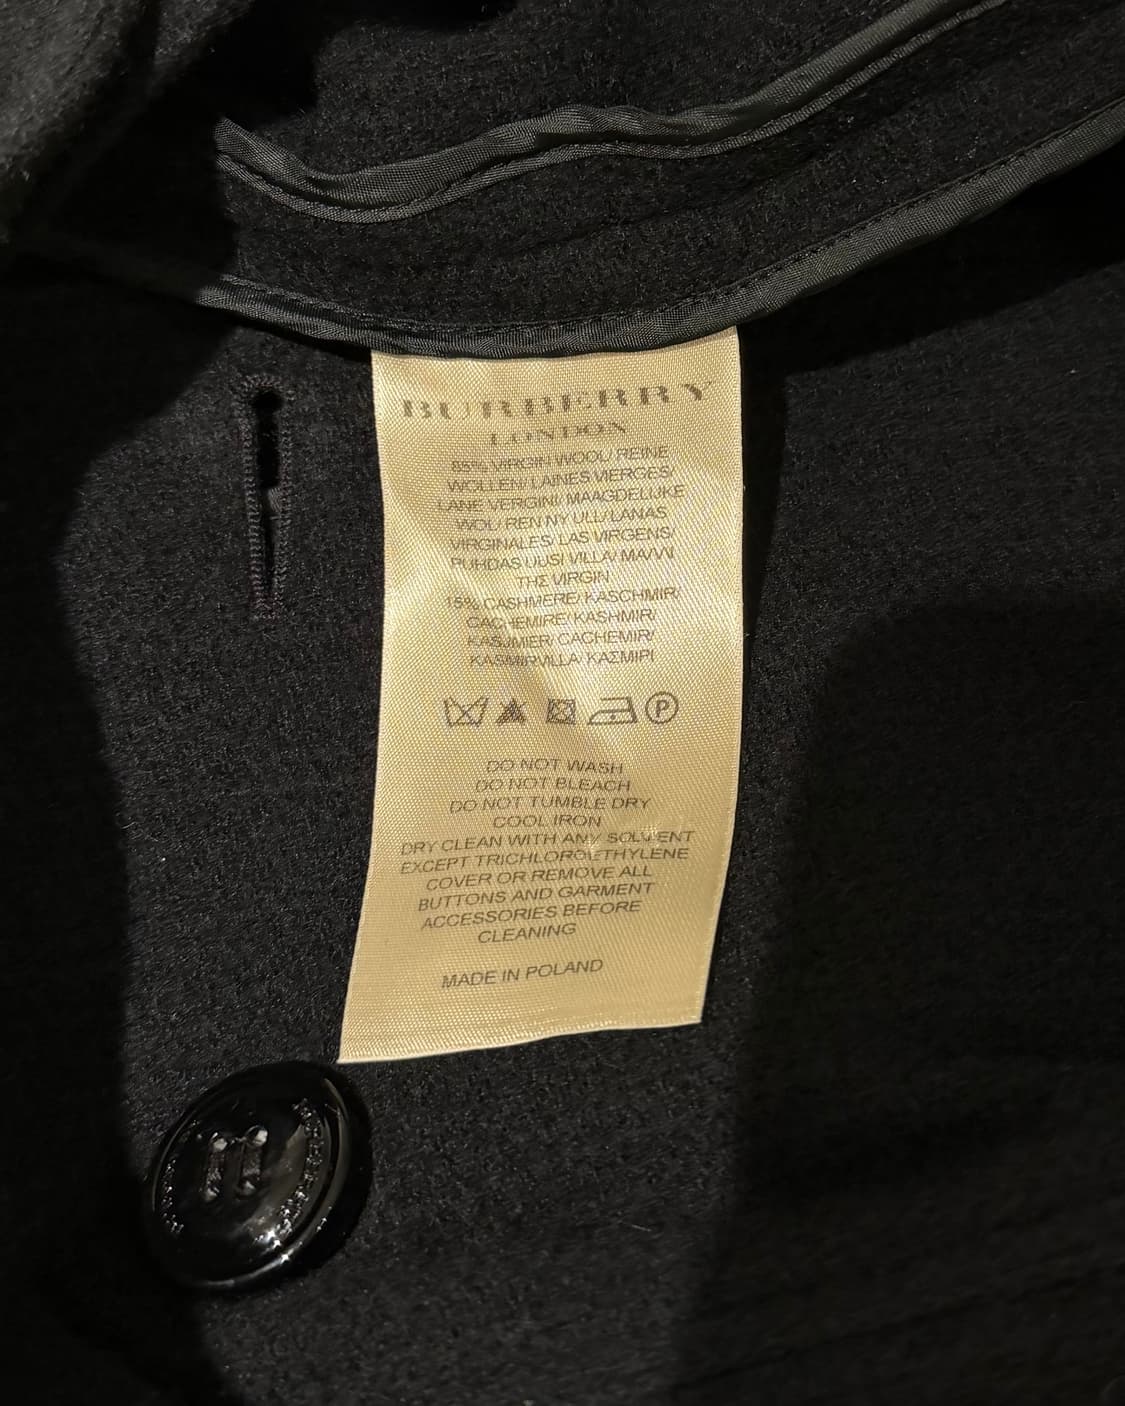 BURBERRY
LONDON
85% VIRGIN WOOL/ REINE
WOLLEN/ LAINES VIERGES/
LANE VERGINI/ MAAGDELIJKE
WOL/ REN NY ULL/ LANAS
VIRGINALES/ LAS VIRGENS/
PUHDAS UUSI VILLA/ MAVVI
THΣ VIRGIN
15% CASHMERE/ KASCHMIR/
CACHEMIRE/ KASHMIR/
KASJMIER/ CACHEMIR/
KASMIRVILLA/ KAΣMIPI
P
DO NOT WASH
DO NOT BLEACH
DO NOT TUMBLE DRY
COOL IRON
DRY CLEAN WITH ANY SOLVENT
EXCEPT TRICHLOROETHYLENE
COVER OR REMOVE ALL
BUTTONS AND GARMENT
ACCESSORIES BEFORE
CLEANING
MADE IN POLAND